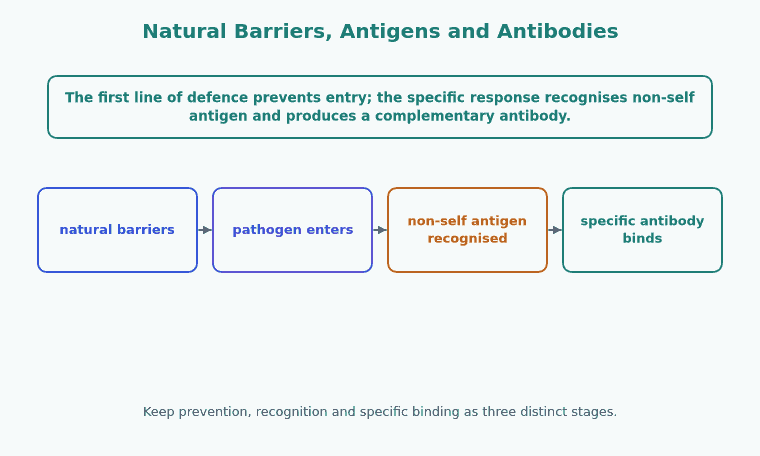 Natural Barriers, Antigens and Antibodies
The first line of defence prevents entry; the specific response recognises non-self
antigen and produces a complementary antibody.
natural barriers
pathogen enters
non-self antigen
recognised
specific antibody
binds
Keep prevention, recognition and specific binding as three distinct stages.